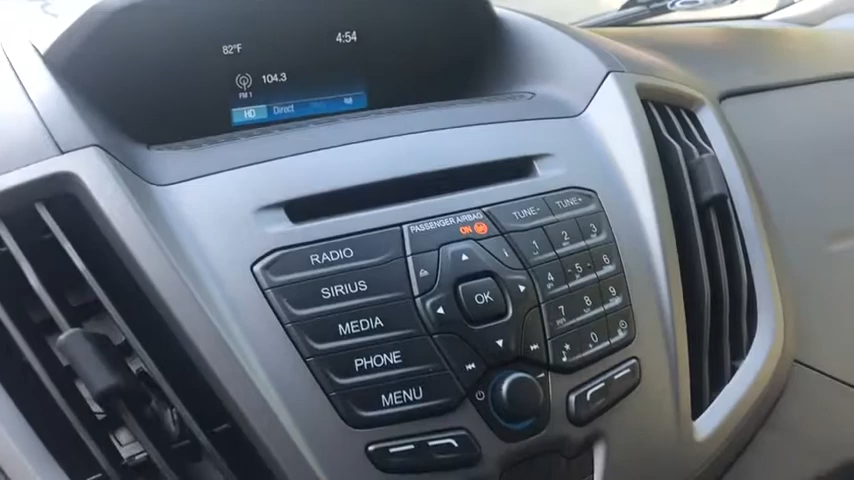 82°F 4:54
104.3
FM 1
HD Direct
PASSENGER AIRBAG
ON
TUNE- TUNE+
RADIO
SIRIUS
MEDIA
PHONE
MENU
OK
i
1 2 3
4 5 6
7 8 9
* 0